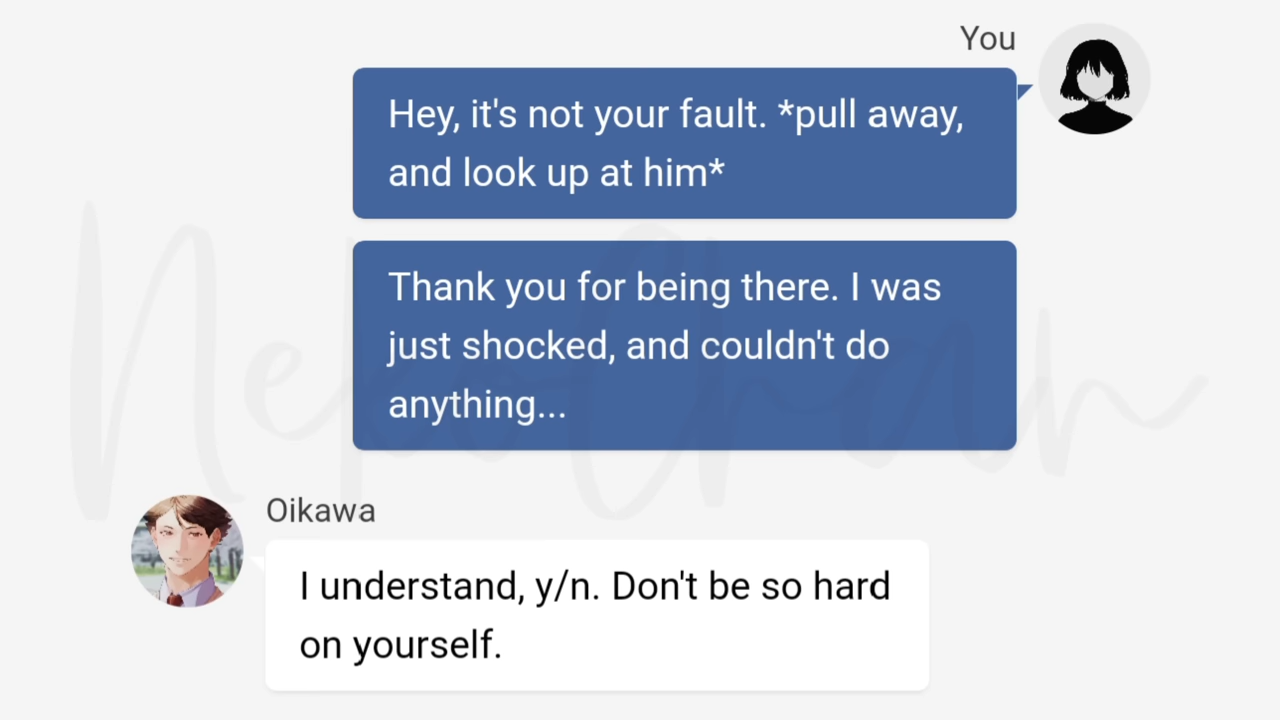 You
Hey, it's not your fault. *pull away,
and look up at him*
Thank you for being there. I was
just shocked, and couldn't do
anything...
NekoChan
Oikawa
I understand, y/n. Don't be so hard
on yourself.